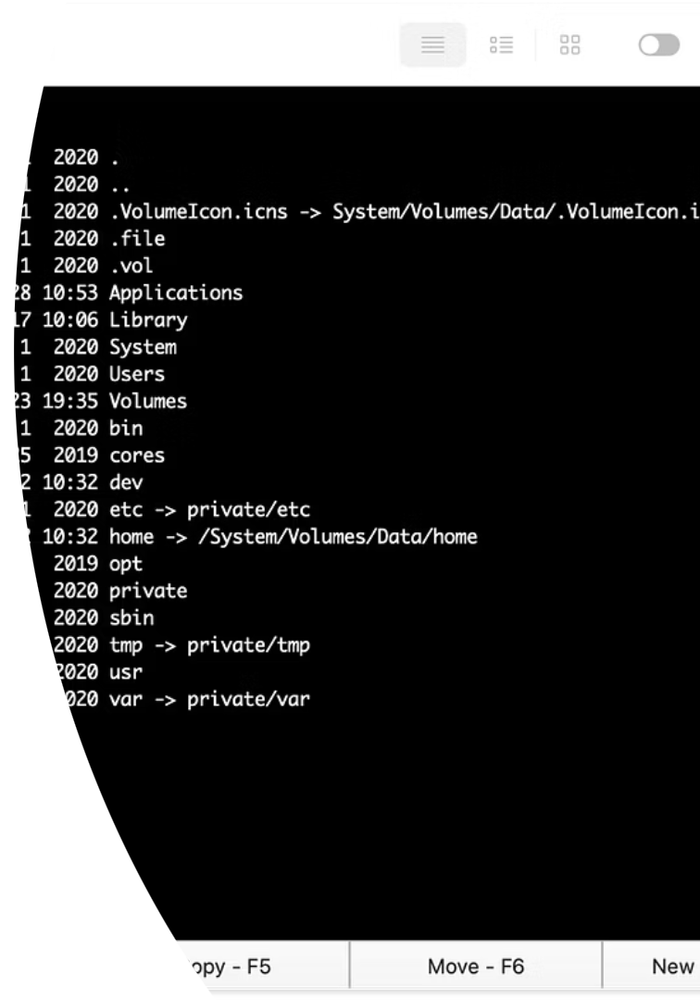 2020 .
1 2020 ..
1 2020 .VolumeIcon.icns -> System/Volumes/Data/.VolumeIcon.i
1 2020 .file
1 2020 .vol
28 10:53 Applications
17 10:06 Library
1 2020 System
1 2020 Users
23 19:35 Volumes
1 2020 bin
5 2019 cores
2 10:32 dev
1 2020 etc -> private/etc
10:32 home -> /System/Volumes/Data/home
2019 opt
2020 private
2020 sbin
2020 tmp -> private/tmp
2020 usr
020 var -> private/var
opy - F5 Move - F6 New